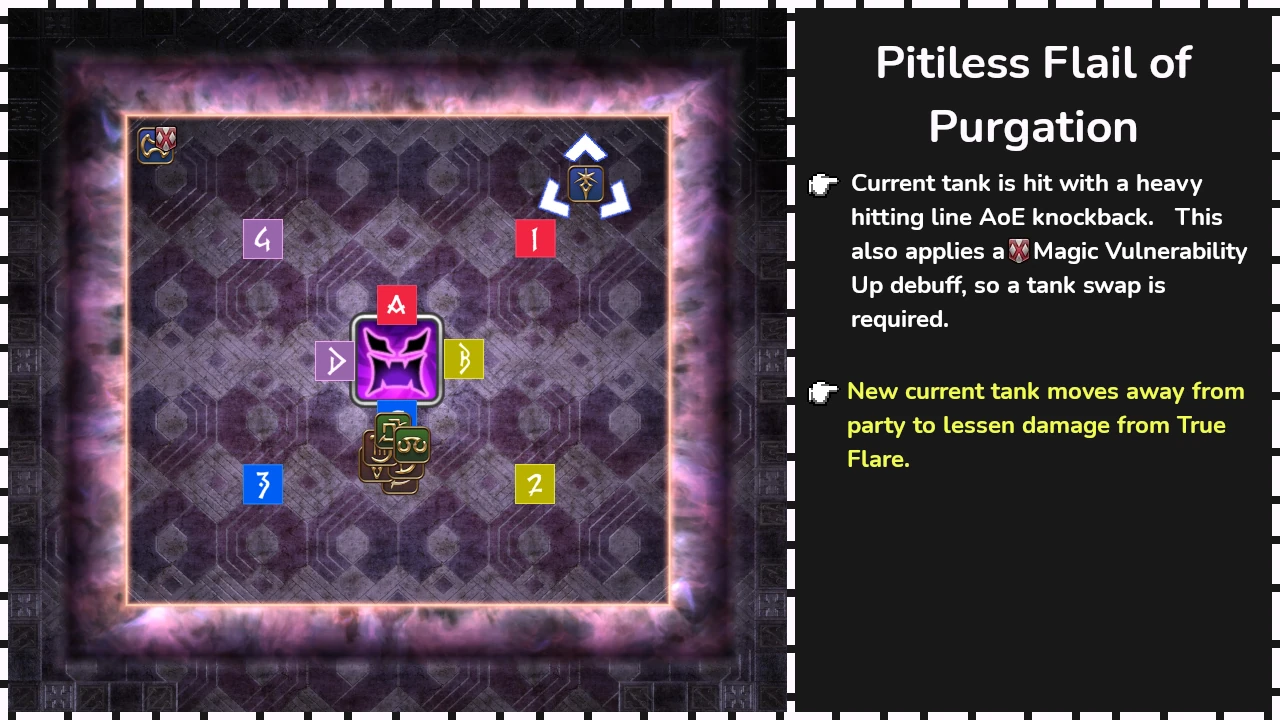 Pitiless Flail of
Purgation
Current tank is hit with a heavy
hitting line AoE knockback. This
also applies a Magic Vulnerability
Up debuff, so a tank swap is
required.
New current tank moves away from
party to lessen damage from True
Flare.
4
1
A
D
B
3
2